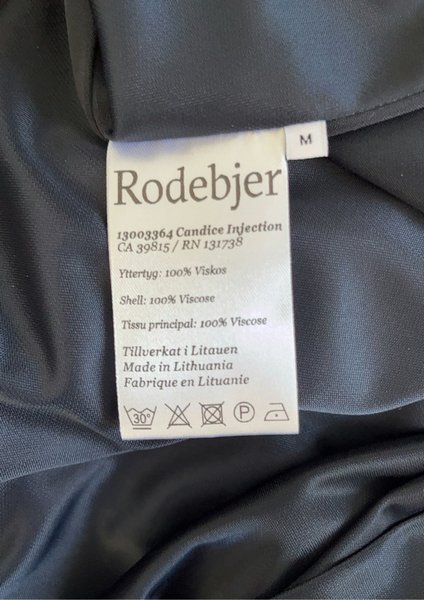 M
Rodebjer
13003364 Candice Injection
CA 39815 / RN 131738
Yttertyg: 100% Viskos
Shell: 100% Viscose
Tissu principal: 100% Viscose
Tillverkat i Litauen
Made in Lithuania
Fabrique en Lituanie
30° P